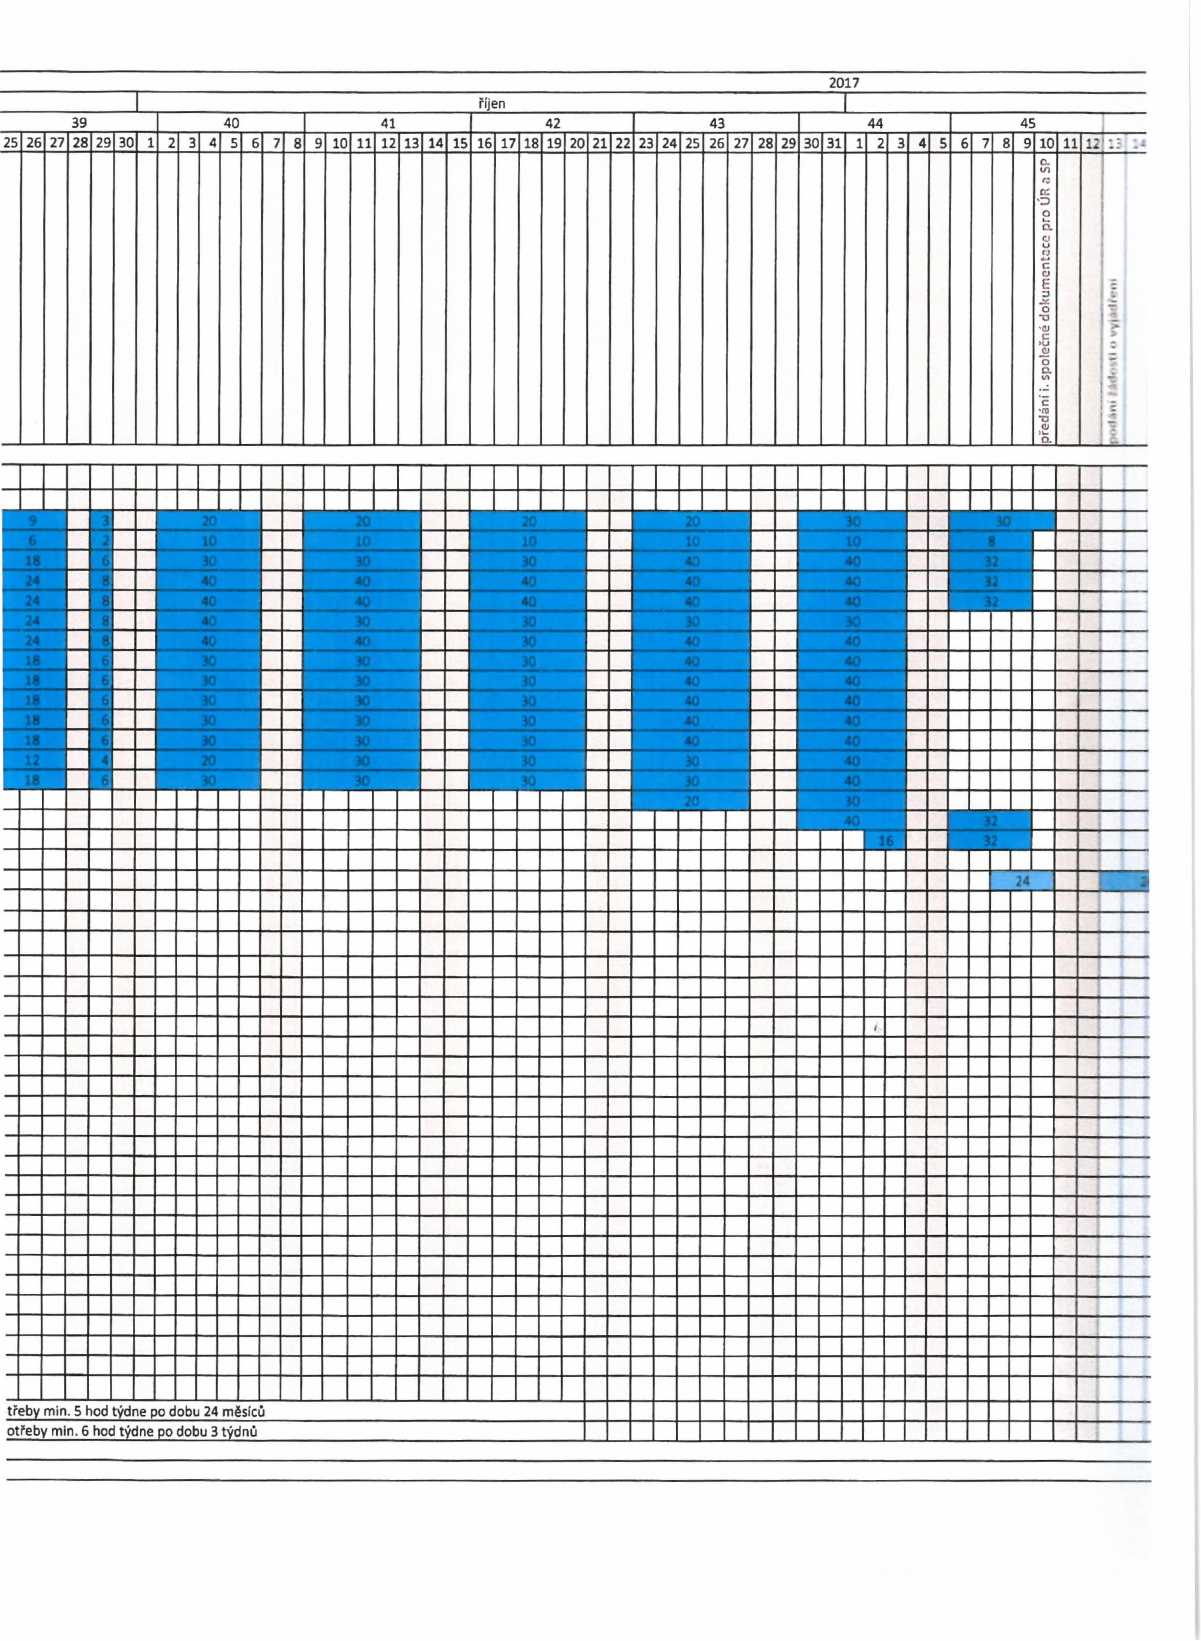 2017
říjen
39 40 41 42 43 44 45
25 26 27 28 29 30 1 2 3 4 5 6 7 8 9 10 11 12 13 14 15 16 17 18 19 20 21 22 23 24 25 26 27 28 29 30 31 1 2 3 4 5 6 7 8 9 10 11 12 13 14
předání i. společné dokumentace pro ÚR a SP
podání žádosti o vyjádření
9 3 20 20 20 20 30 30
6 2 10 10 10 10 10 8
18 6 30 30 30 40 40 32
24 8 40 40 40 40 40 32
24 8 40 40 40 40 40 32
24 8 40 30 30 30 30
24 8 40 40 30 40 40
18 6 30 30 30 40 40
18 6 30 30 30 40 40
18 6 30 30 30 40 40
18 6 30 30 30 40 40
18 6 30 30 30 40 40
12 4 20 30 30 30 40
18 6 30 30 30 30 40
20 30
40 32
16 32
24
třeby min. 5 hod týdne po dobu 24 měsíců
otřeby min. 6 hod týdne po dobu 3 týdnů